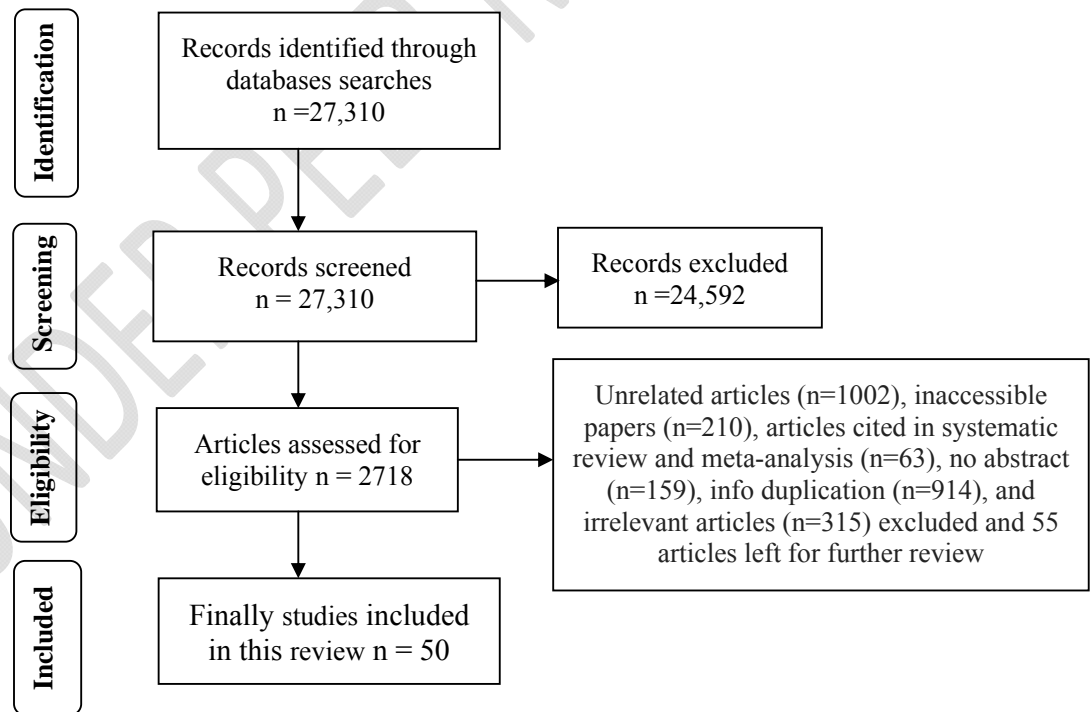 Identification
Records identified through
databases searches
n =27,310
Screening
Records screened
n = 27,310
Records excluded
n =24,592
Eligibility
Articles assessed for
eligibility n = 2718
Unrelated articles (n=1002), inaccessible
papers (n=210), articles cited in systematic
review and meta-analysis (n=63), no abstract
(n=159), info duplication (n=914), and
irrelevant articles (n=315) excluded and 55
articles left for further review
Included
Finally studies included
in this review n = 50
UNDER PEE